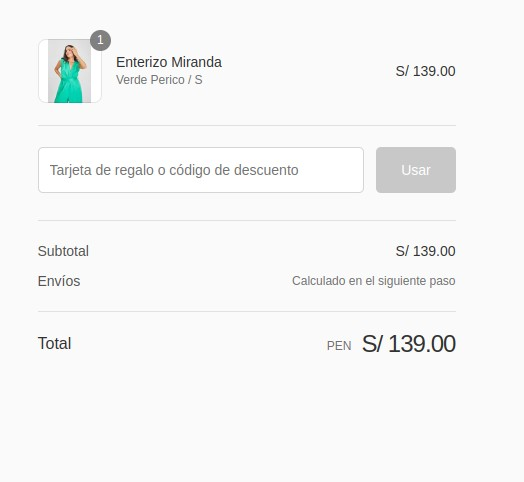 1
Enterizo Miranda
Verde Perico / S
S/ 139.00
Tarjeta de regalo o código de descuento
Usar
Subtotal
S/ 139.00
Envíos
Calculado en el siguiente paso
Total
PEN S/ 139.00